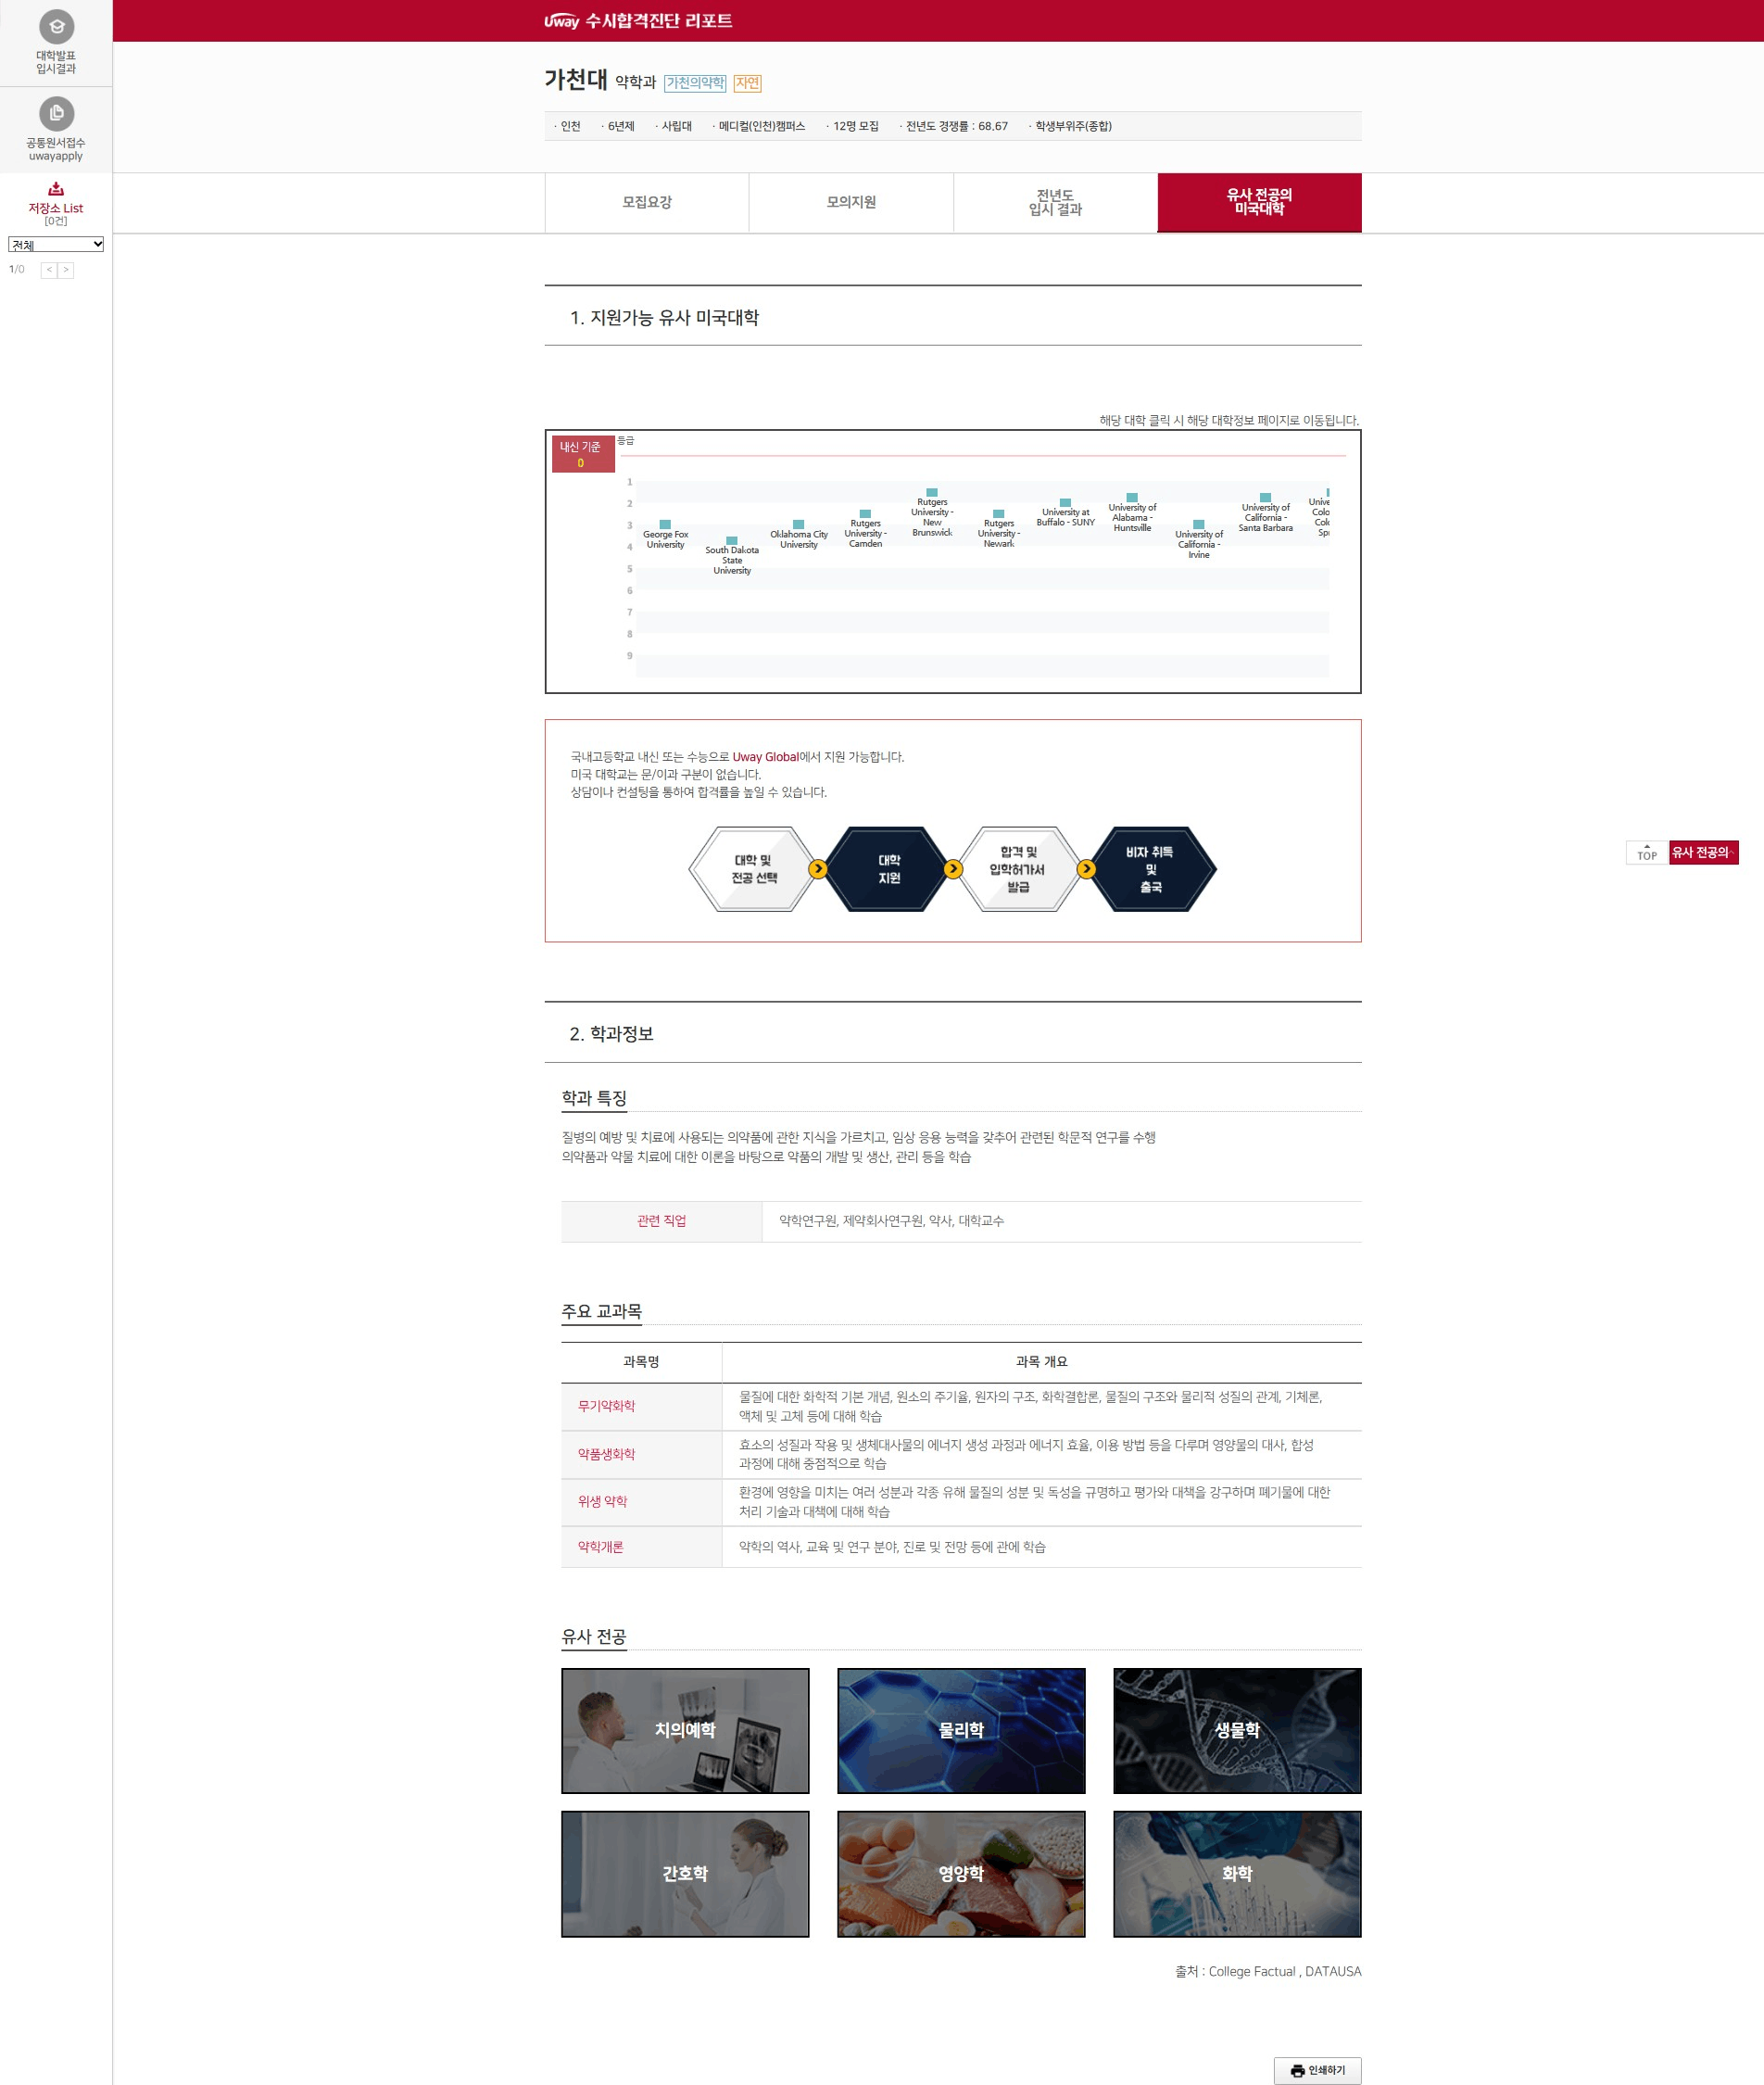 대학발표
입시결과
공통원서접수
uwayapply
저장소 List
[0건]
전체
1/0
<
>
Uway 수시합격진단 리포트
가천대 약학과 가천의약학 자연
· 인천 · 6년제 · 사립대 · 메디컬(인천)캠퍼스 · 12명 모집 · 전년도 경쟁률 : 68.67 · 학생부위주(종합)
모집요강
모의지원
전년도
입시 결과
유사 전공의
미국대학
1. 지원가능 유사 미국대학
해당 대학 클릭 시 해당 대학정보 페이지로 이동됩니다.
내신 기준
0
등급
1
2
3
4
5
6
7
8
9
George Fox
University
South Dakota
State
University
Oklahoma City
University
Rutgers
University -
Camden
Rutgers
University -
New
Brunswick
Rutgers
University -
Newark
University at
Buffalo - SUNY
University of
Alabama -
Huntsville
University of
California -
Irvine
University of
California -
Santa Barbara
Unive
Colo
Colo
Spi
국내고등학교 내신 또는 수능으로 Uway Global에서 지원 가능합니다.
미국 대학교는 문/이과 구분이 없습니다.
상담이나 컨설팅을 통하여 합격률을 높일 수 있습니다.
대학 및
전공 선택
대학
지원
합격 및
입학허가서
발급
비자 취득
및
출국
TOP
유사 전공의
2. 학과정보
학과 특징
질병의 예방 및 치료에 사용되는 의약품에 관한 지식을 가르치고, 임상 응용 능력을 갖추어 관련된 학문적 연구를 수행
의약품과 약물 치료에 대한 이론을 바탕으로 약품의 개발 및 생산, 관리 등을 학습
관련 직업
약학연구원, 제약회사연구원, 약사, 대학교수
주요 교과목
과목명
과목 개요
무기약화학
물질에 대한 화학적 기본 개념, 원소의 주기율, 원자의 구조, 화학결합론, 물질의 구조와 물리적 성질의 관계, 기체론,
액체 및 고체 등에 대해 학습
약품생화학
효소의 성질과 작용 및 생체대사물의 에너지 생성 과정과 에너지 효율, 이용 방법 등을 다루며 영양물의 대사, 합성
과정에 대해 중점적으로 학습
위생 약학
환경에 영향을 미치는 여러 성분과 각종 유해 물질의 성분 및 독성을 규명하고 평가와 대책을 강구하며 폐기물에 대한
처리 기술과 대책에 대해 학습
약학개론
약학의 역사, 교육 및 연구 분야, 진로 및 전망 등에 관에 학습
유사 전공
치의예학
물리학
생물학
간호학
영양학
화학
출처 : College Factual , DATAUSA
인쇄하기